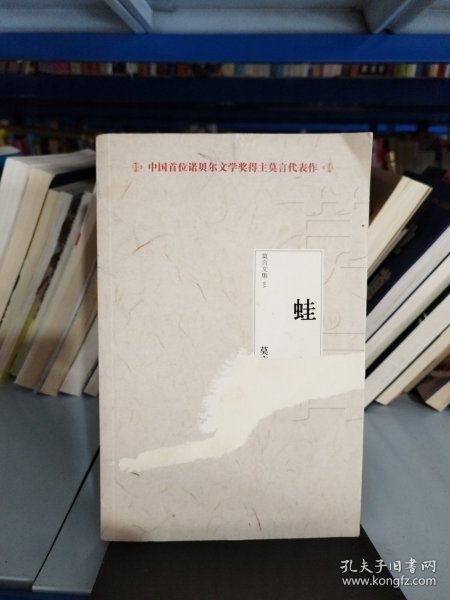 中国首位诺贝尔文学奖得主莫言代表作
莫言文集
蛙
莫
孔夫子旧书网
www.kongfz.com